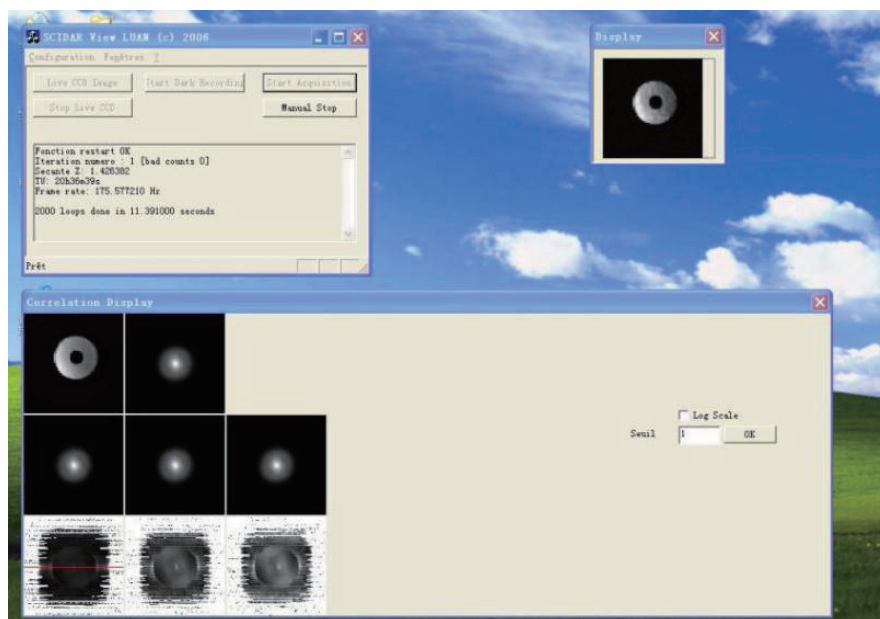 SCIDAR View LUAN (c) 2006
Configuration Fenêtres ?
Live CCD Image Start Dark Recording Start Acquisition
Stop Live CCD Manual Stop
Fonction restart OK
Iteration numero : 1 [bad counts 0]
Secante Z: 1.426382
TU: 20h36m39s
Frame rate: 175.577210 Hz
2000 loops done in 11.391000 seconds
Prêt
Display
Correlation Display
Log Scale
Seuil 1 OK